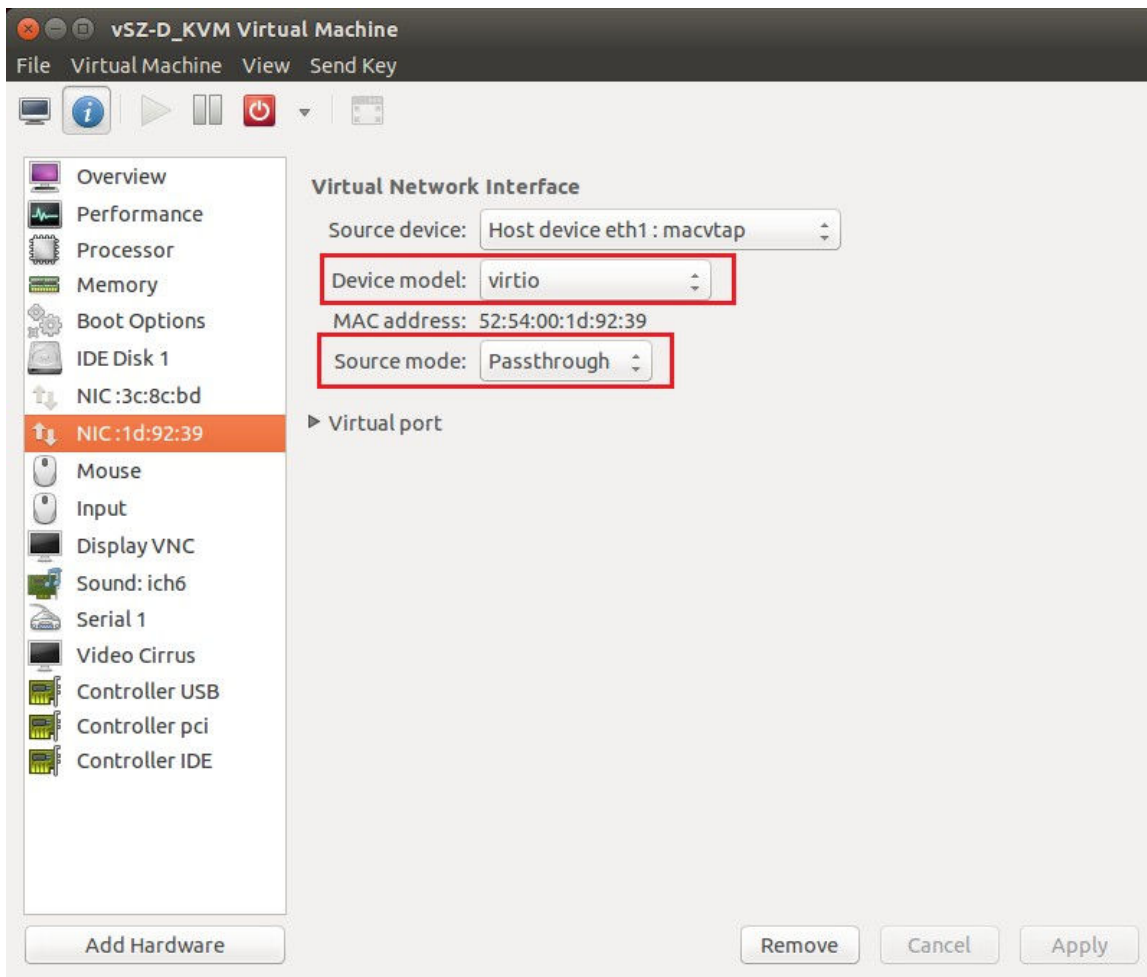 vSZ-D_KVM Virtual Machine
File Virtual Machine View Send Key
Overview
Performance
Processor
Memory
Boot Options
IDE Disk 1
NIC :3c:8c:bd
NIC :1d:92:39
Mouse
Input
Display VNC
Sound: ich6
Serial 1
Video Cirrus
Controller USB
Controller pci
Controller IDE
Add Hardware
Virtual Network Interface
Source device: Host device eth1 : macvtap
Device model: virtio
MAC address: 52:54:00:1d:92:39
Source mode: Passthrough
Virtual port
Remove Cancel Apply